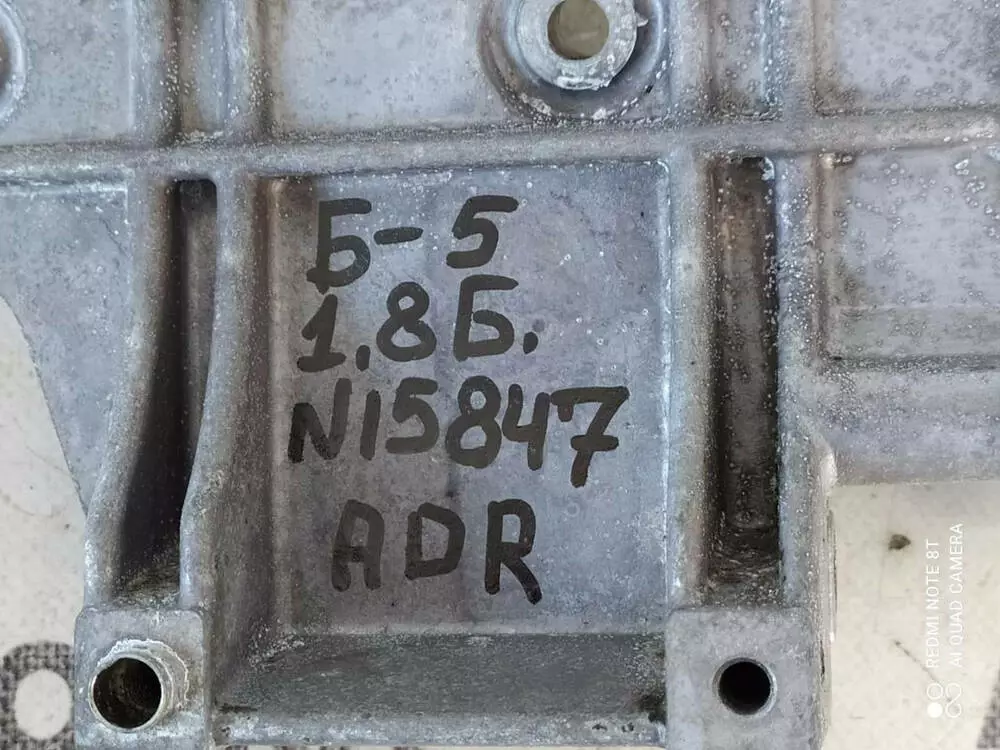 Б-5
1.8Б.
N15847
ADR
REDMI NOTE 8T
AI QUAD CAMERA